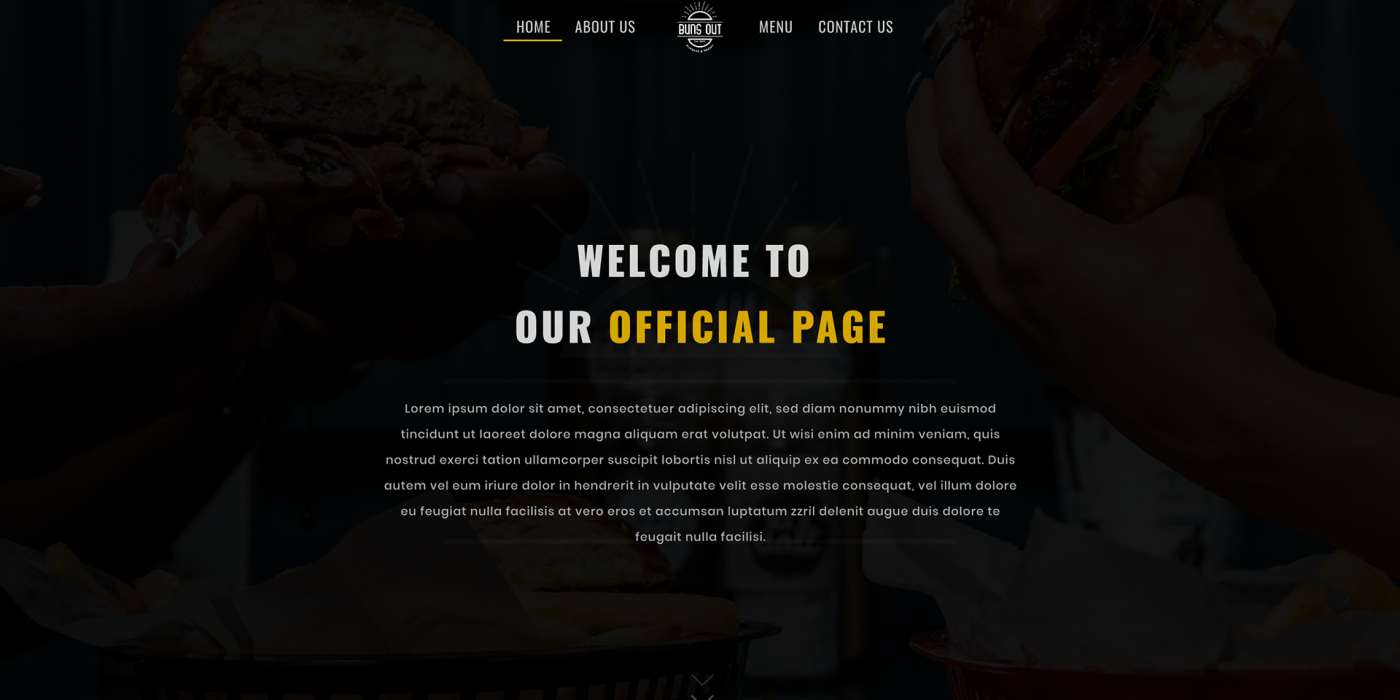 HOME ABOUT US BUNS OUT MENU CONTACT US
WELCOME TO
OUR OFFICIAL PAGE
Lorem ipsum dolor sit amet, consectetuer adipiscing elit, sed diam nonummy nibh euismod
tincidunt ut laoreet dolore magna aliquam erat volutpat. Ut wisi enim ad minim veniam, quis
nostrud exerci tation ullamcorper suscipit lobortis nisl ut aliquip ex ea commodo consequat. Duis
autem vel eum iriure dolor in hendrerit in vulputate velit esse molestie consequat, vel illum dolore
eu feugiat nulla facilisis at vero eros et accumsan luptatum zzril delenit augue duis dolore te
feugait nulla facilisi.